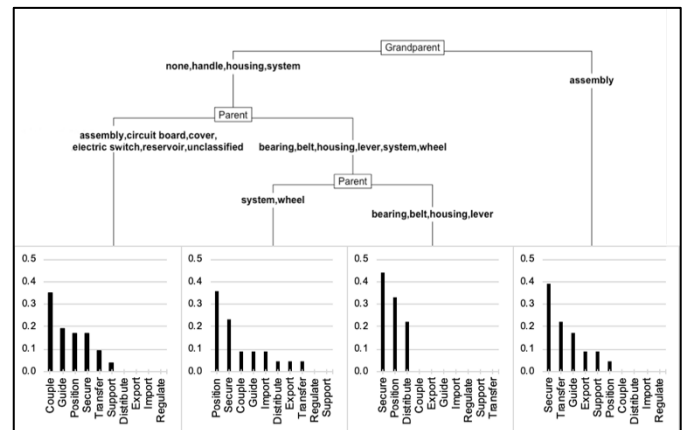 Grandparent
none,handle,housing,system
assembly
Parent
assembly,circuit board,cover,
electric switch,reservoir,unclassified
bearing,belt,housing,lever,system,wheel
Parent
system,wheel
bearing,belt,housing,lever
0.5
0.4
0.3
0.2
0.1
0.0
Couple
Guide
Position
Secure
Transfer
Support
Distribute
Export
Import
Regulate
0.5
0.4
0.3
0.2
0.1
0.0
Position
Secure
Couple
Guide
Import
Distribute
Export
Transfer
Regulate
Support
0.5
0.4
0.3
0.2
0.1
0.0
Secure
Position
Distribute
Couple
Export
Guide
Import
Regulate
Support
Transfer
0.5
0.4
0.3
0.2
0.1
0.0
Secure
Transfer
Guide
Export
Support
Position
Couple
Distribute
Import
Regulate